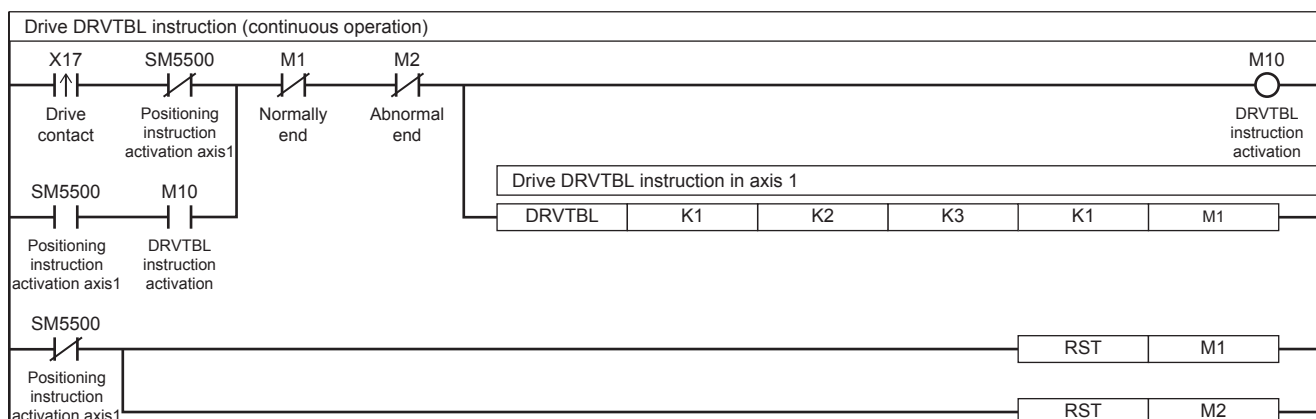 Drive DRVTBL instruction (continuous operation)
X17 SM5500 M1 M2 M10
Drive
contact
Positioning
instruction
activation axis1
Normally
end
Abnormal
end
DRVTBL
instruction
activation
SM5500 M10
Positioning
instruction
activation axis1
DRVTBL
instruction
activation
Drive DRVTBL instruction in axis 1
DRVTBL K1 K2 K3 K1 M1
SM5500
Positioning
instruction
activation axis1
RST M1
RST M2